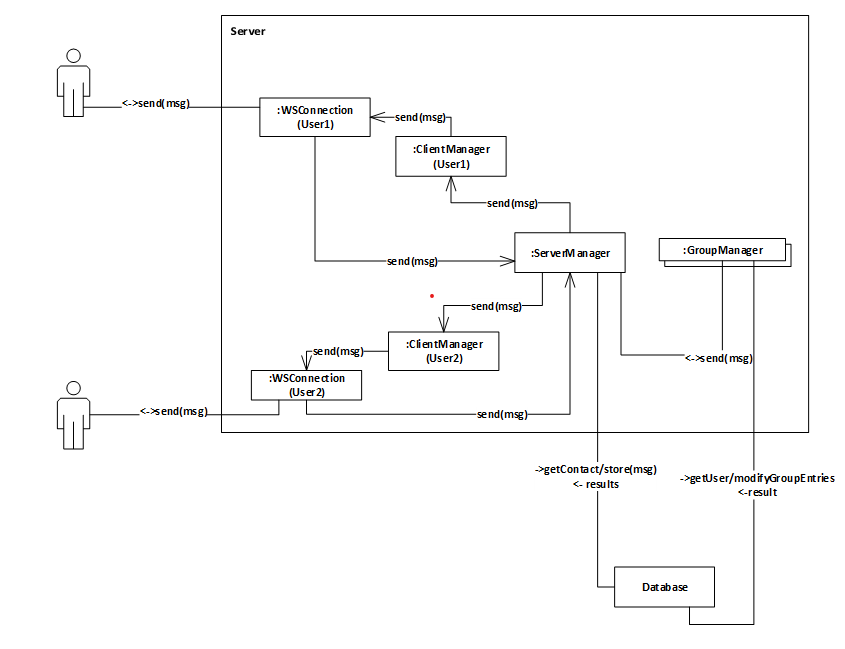 Server
<->send(msg)
:WSConnection
(User1)
send(msg)
:ClientManager
(User1)
send(msg)
:ServerManager
:GroupManager
send(msg)
send(msg)
:ClientManager
(User2)
send(msg)
<->send(msg)
:WSConnection
(User2)
<->send(msg)
send(msg)
->getContact/store(msg)
<- results
->getUser/modifyGroupEntries
<-result
Database